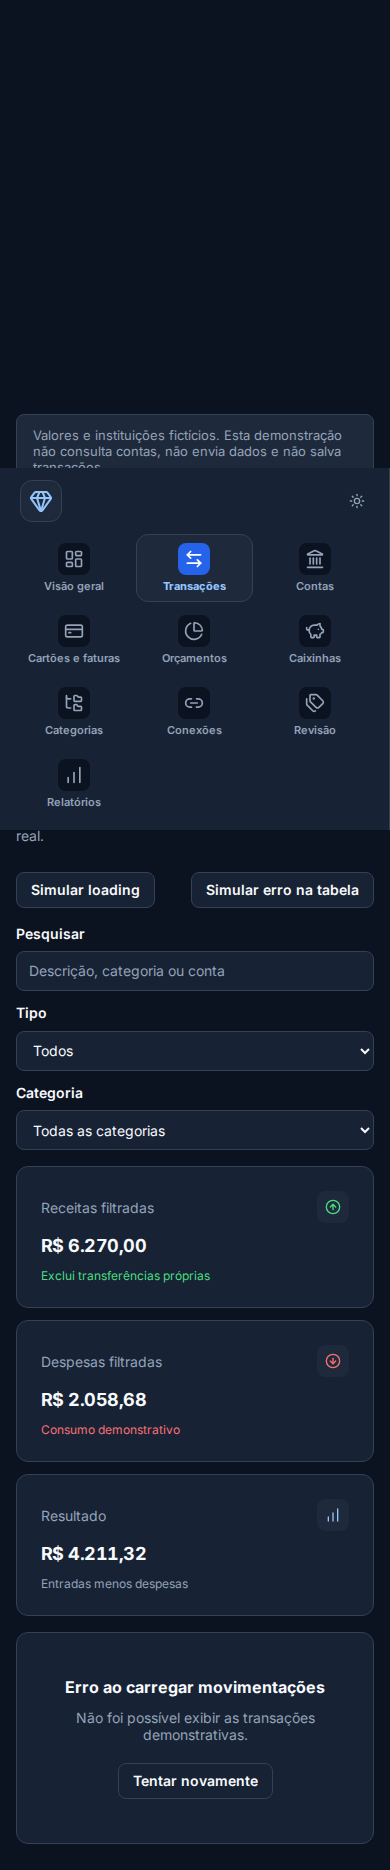 Valores e instituições fictícios. Esta demonstração
não consulta contas, não envia dados e não salva
transações.
Visão geral
Transações
Contas
Cartões e faturas
Orçamentos
Caixinhas
Categorias
Conexões
Revisão
Relatórios
real.
Simular loading
Simular erro na tabela
Pesquisar
Descrição, categoria ou conta
Tipo
Todos
Categoria
Todas as categorias
Receitas filtradas
R$ 6.270,00
Exclui transferências próprias
Despesas filtradas
R$ 2.058,68
Consumo demonstrativo
Resultado
R$ 4.211,32
Entradas menos despesas
Erro ao carregar movimentações
Não foi possível exibir as transações
demonstrativas.
Tentar novamente